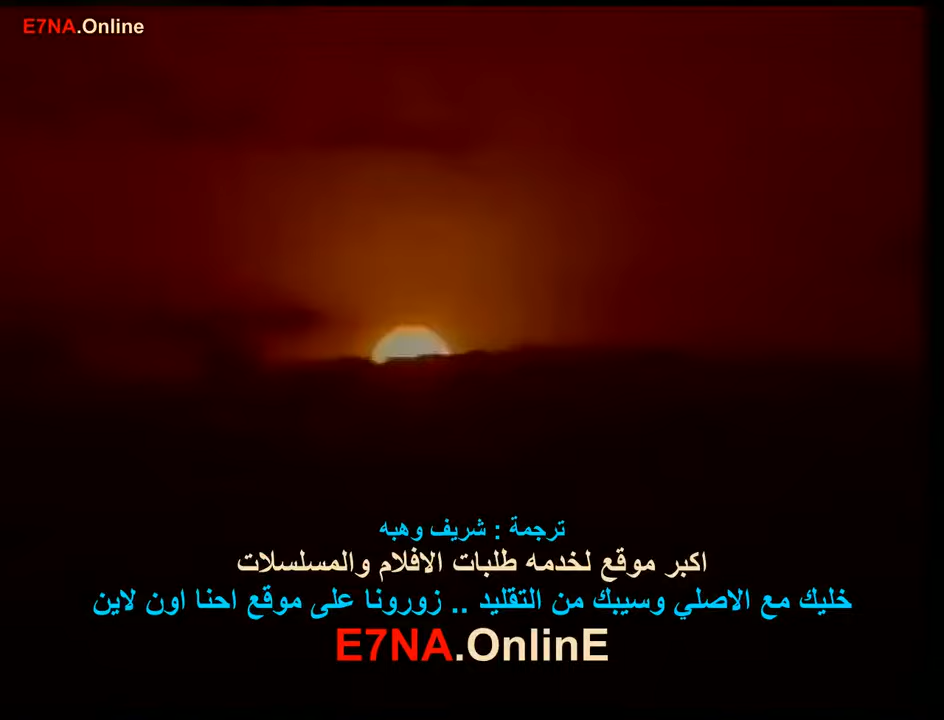 E7NA.Online
ترجمة : شريف وهبه
اكبر موقع لخدمه طلبات الافلام والمسلسلات
خليك مع الاصلي وسيبك من التقليد .. زورونا على موقع احنا اون لاين
E7NA.OnlinE